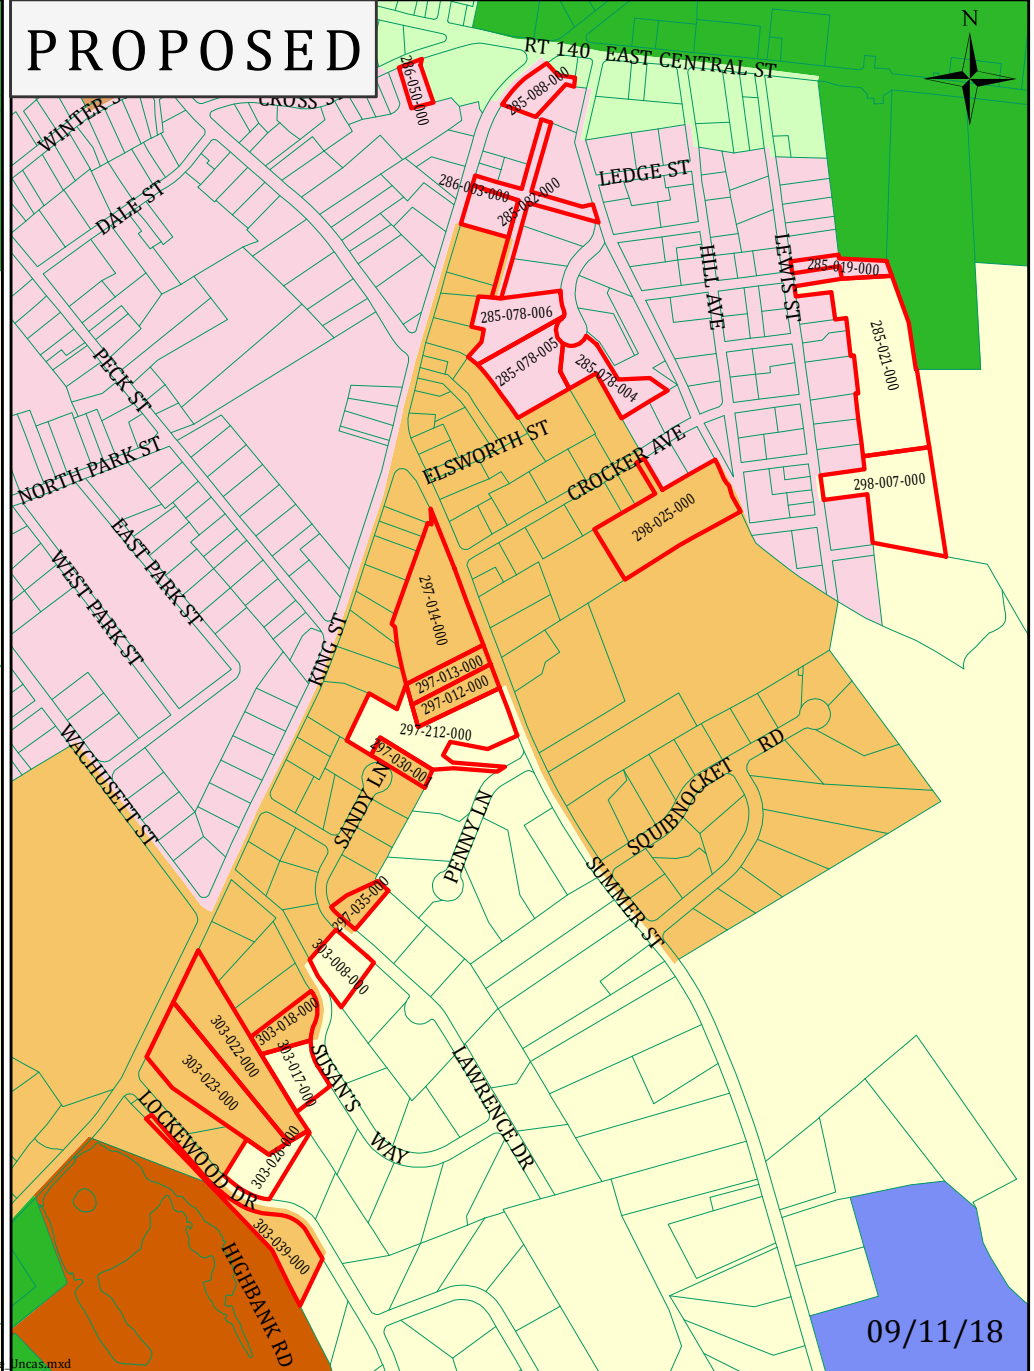 PROPOSED
N
RT 140 EAST CENTRAL ST
286-050-000
285-088-000
CROSS S
WINTER S
LEDGE ST
286-003-000
285-082-000
DALE ST
HILL AVE
LEWIS ST
285-019-000
285-078-006
285-078-005
285-078-004
285-021-000
PECK ST
ELSWORTH ST
CROCKER AVE
NORTH PARK ST
298-007-000
298-025-000
EAST PARK ST
WEST PARK ST
297-014-000
KING ST
297-013-000
297-012-000
297-212-000
297-030-00
SANDY LN
PENNY LN
SQUIBNOCKET RD
WACHUSETT ST
SUMMER ST
297-035-000
303-008-000
303-018-000
303-022-000
303-017-000
303-023-000
SUSAN'S WAY
LAWRENCE DR
LOCKEWOOD DR
303-026-000
303-039-000
HIGHBANK RD
09/11/18
Uncas.mxd